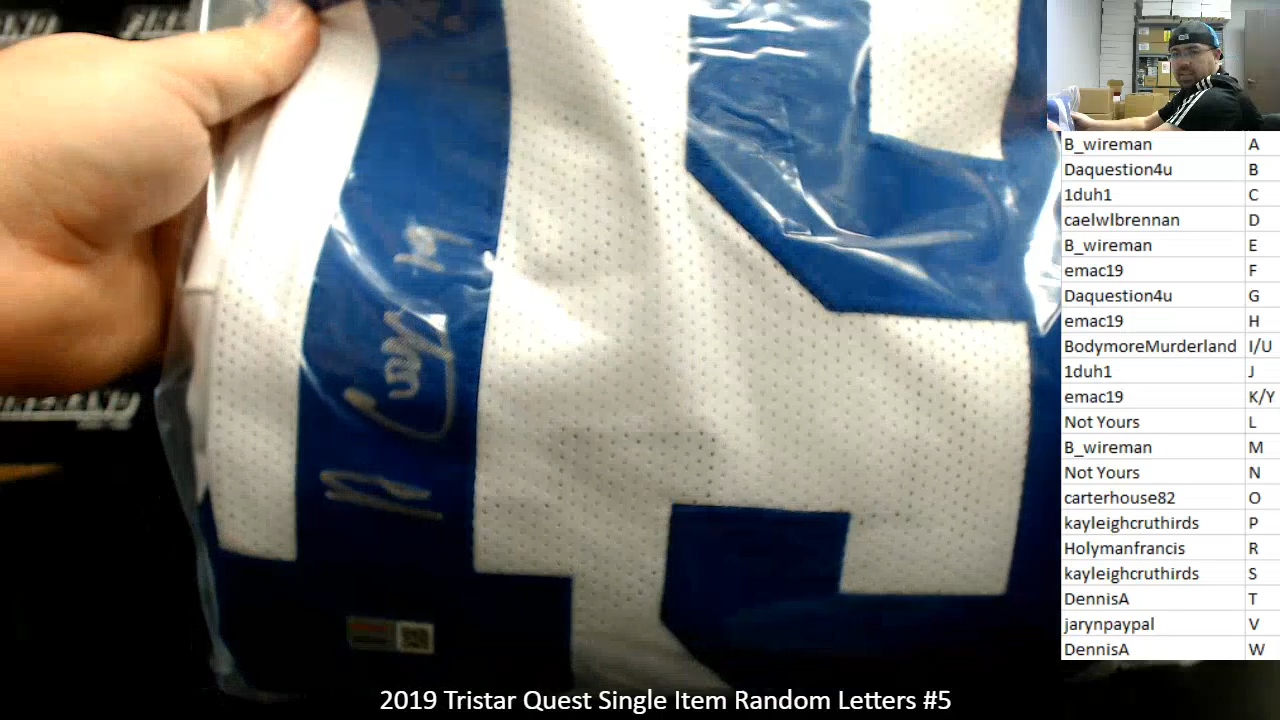 B_wireman A
Daquestion4u B
1duh1 C
caelwlbrennan D
B_wireman E
emac19 F
Daquestion4u G
emac19 H
BodymoreMurderland I/U
1duh1 J
emac19 K/Y
Not Yours L
B_wireman M
Not Yours N
carterhouse82 O
kayleighcruthirds P
Holymanfrancis R
kayleighcruthirds S
DennisA T
jarynpaypal V
DennisA W
2019 Tristar Quest Single Item Random Letters #5